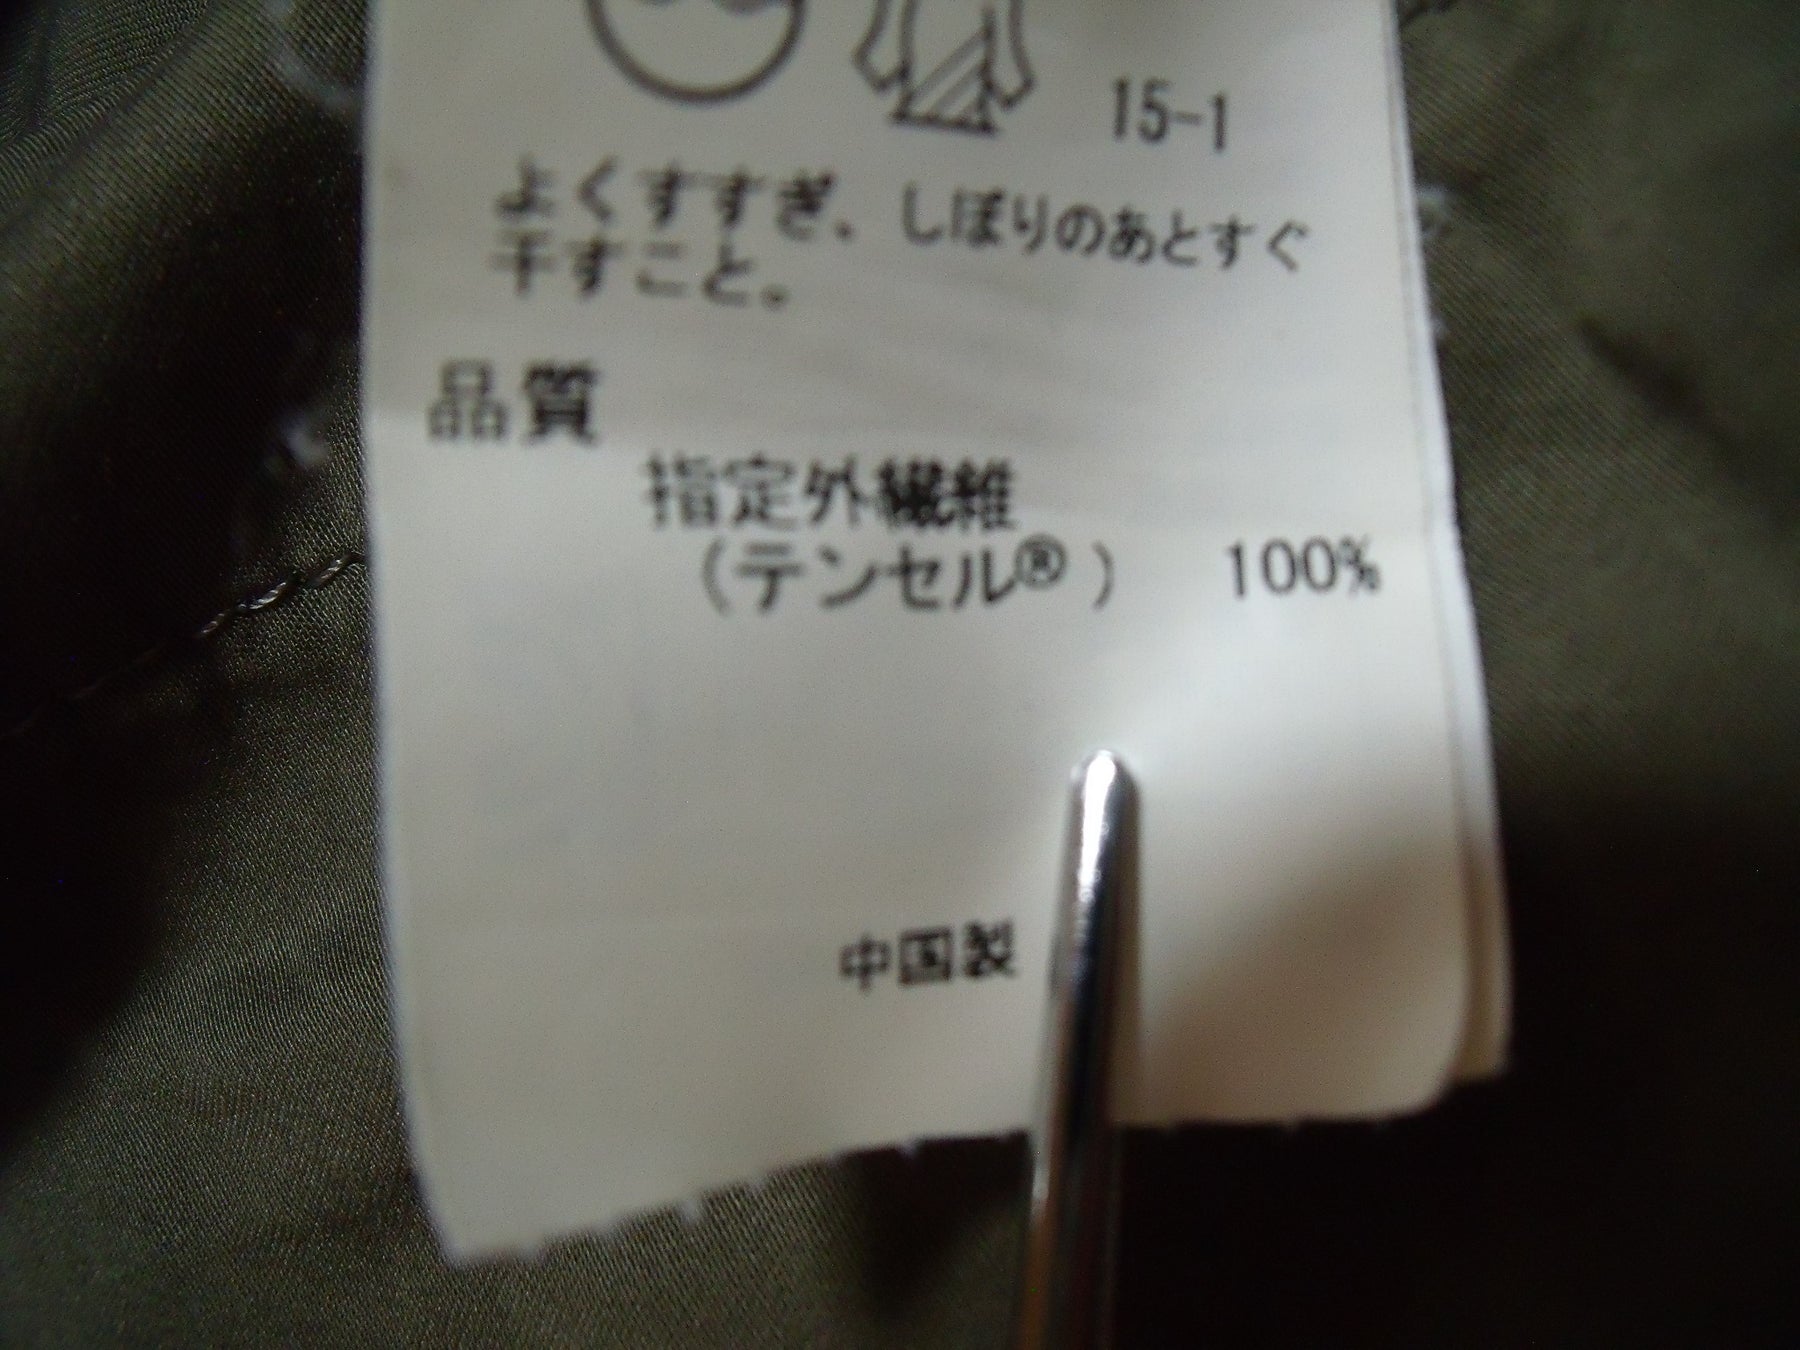 15-1
よくすすぎ、しぼりのあとすぐ
干すこと。
品質
指定外繊維
（テンセル®） 100%
中国製